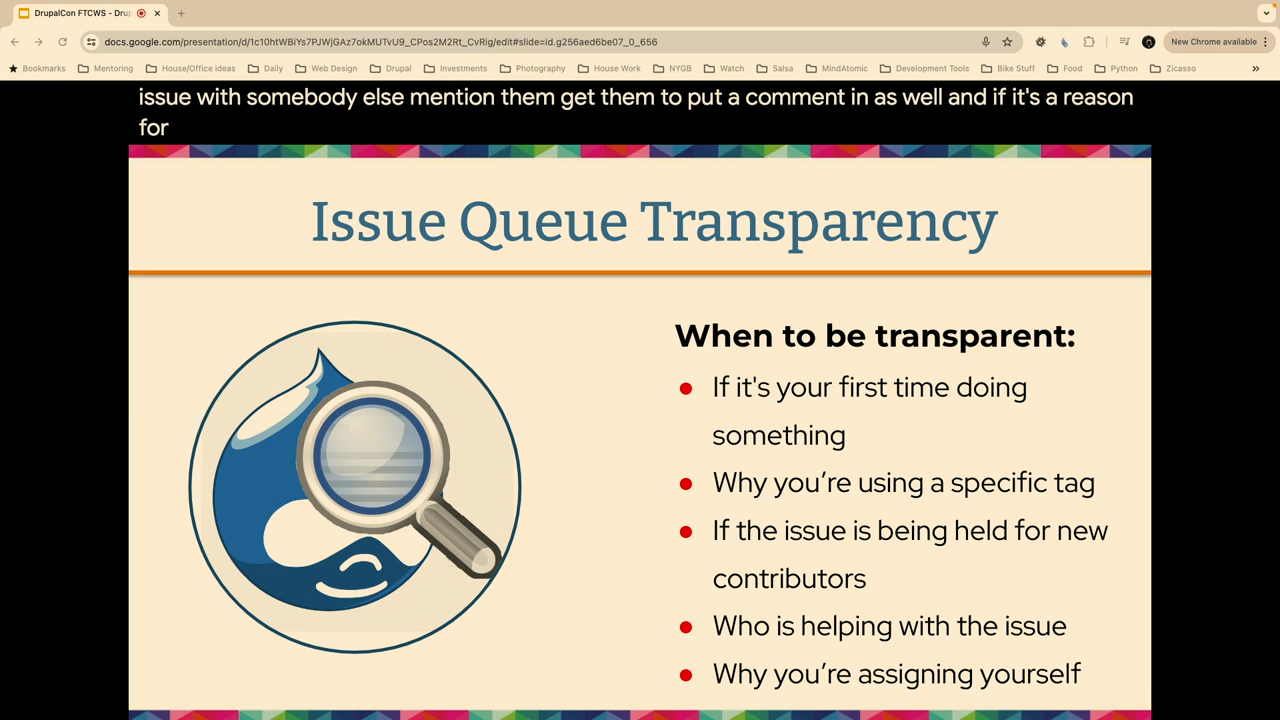 DrupalCon FTCWS - Drup
docs.google.com/presentation/d/1c10htWBiYs7PJWjGAz7okMUTvU9_CPos2M2Rt_CvRig/edit#slide=id.g256aed6be07_0_656
New Chrome available
Bookmarks Mentoring House/Office ideas Daily Web Design Drupal Investments Photography House Work NYGB Watch Salsa MindAtomic Development Tools Bike Stuff Food Python Zicasso
issue with somebody else mention them get them to put a comment in as well and if it's a reason
for
Issue Queue Transparency
When to be transparent:
If it's your first time doing
something
Why you’re using a specific tag
If the issue is being held for new
contributors
Who is helping with the issue
Why you’re assigning yourself